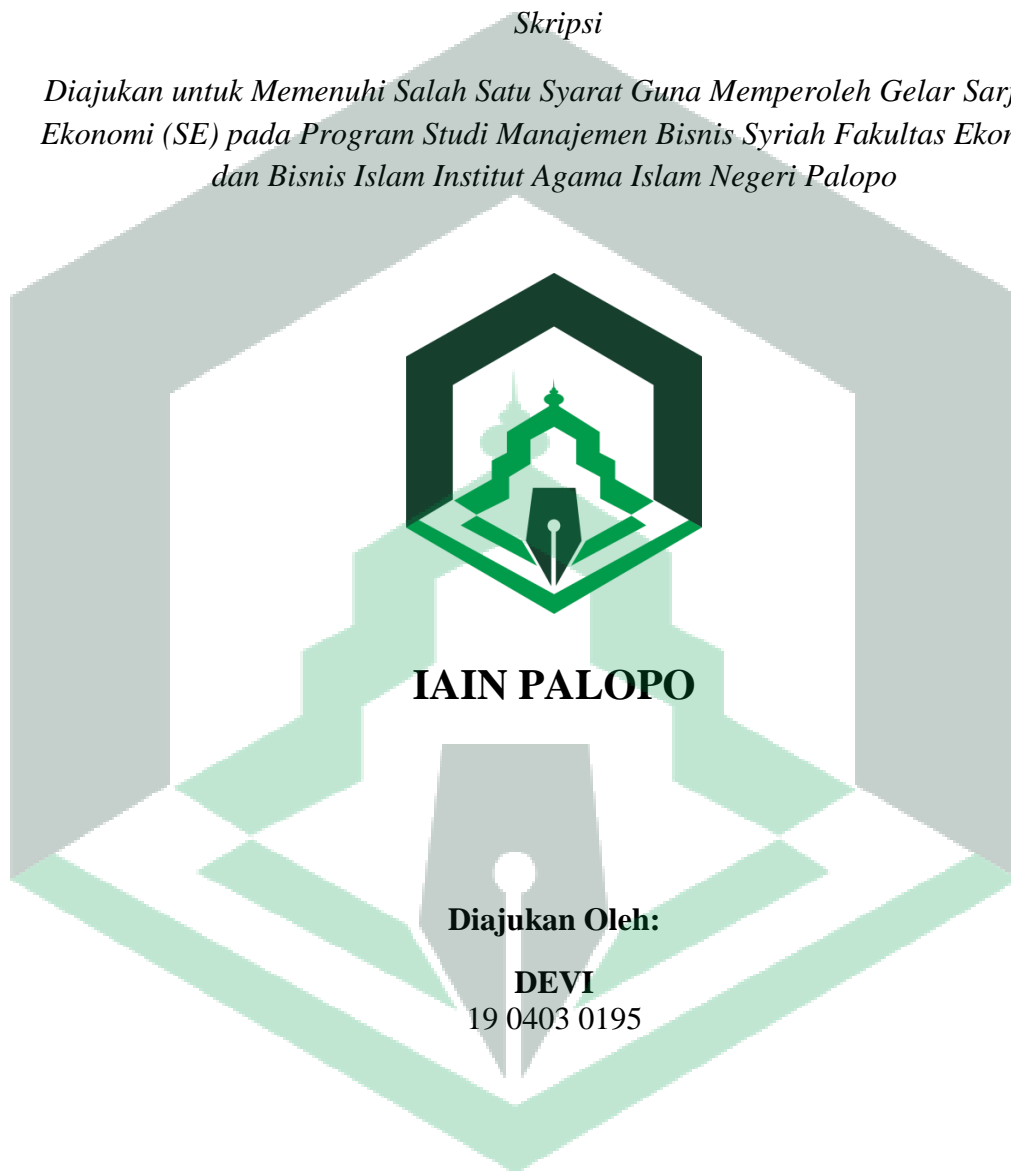 Skripsi
Diajukan untuk Memenuhi Salah Satu Syarat Guna Memperoleh Gelar
Ekonomi (SE) pada Program Studi Manajemen Bisnis Syriah Fakultas
dan Bisnis Islam Institut Agama Islam Negeri Palopo
IAIN PALOPO
Diajukan Oleh:
DEVI
19 0403 0195